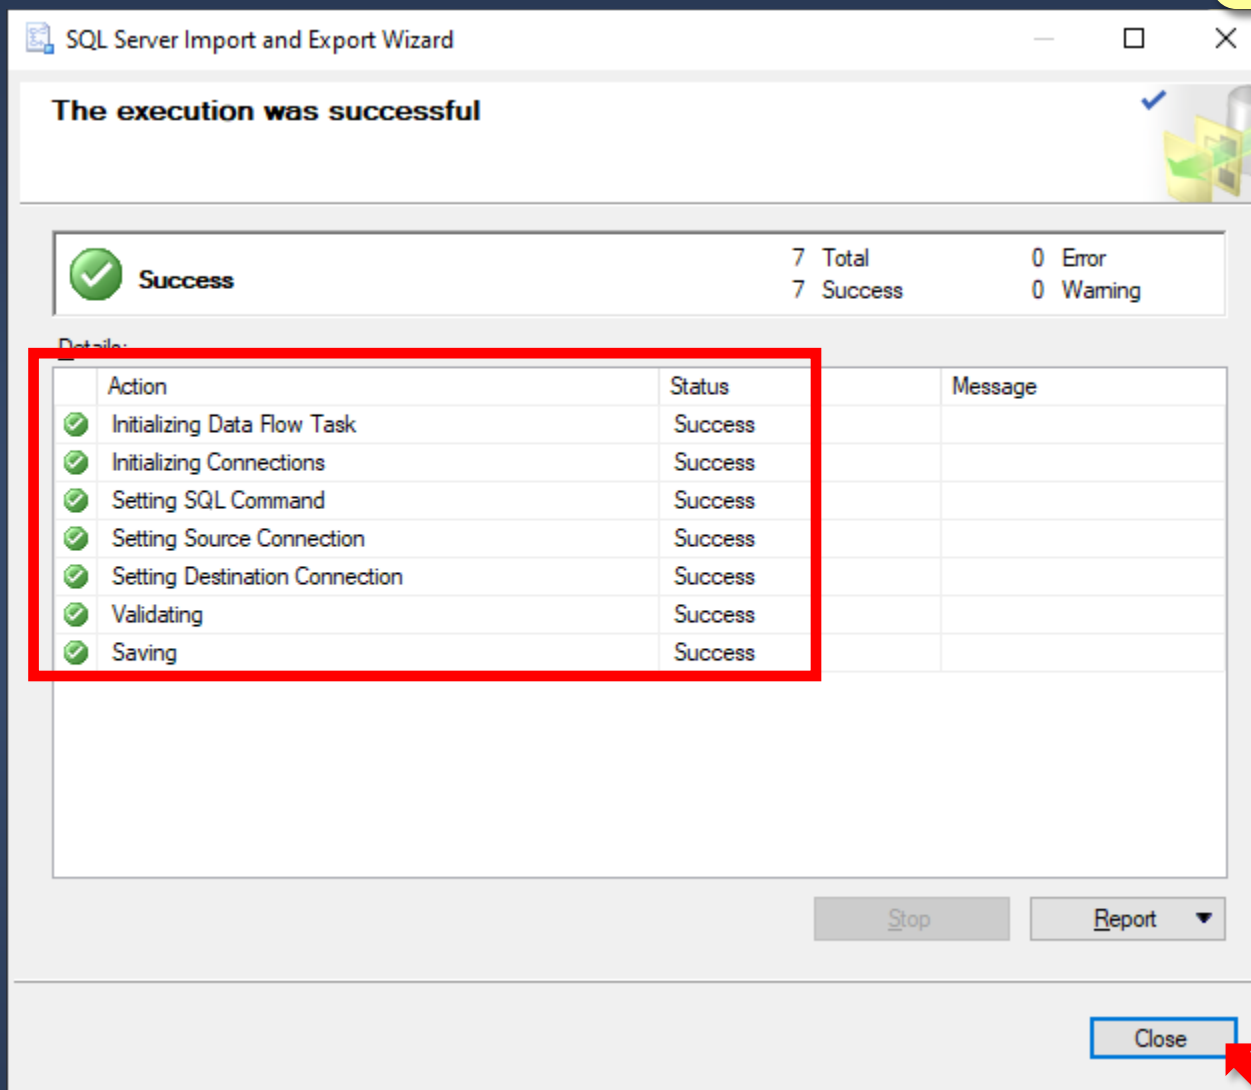 SQL Server Import and Export Wizard
The execution was successful
Success
7 Total 0 Error
7 Success 0 Warning
Details:
Action Status Message
Initializing Data Flow Task Success
Initializing Connections Success
Setting SQL Command Success
Setting Source Connection Success
Setting Destination Connection Success
Validating Success
Saving Success
Stop Report
Close